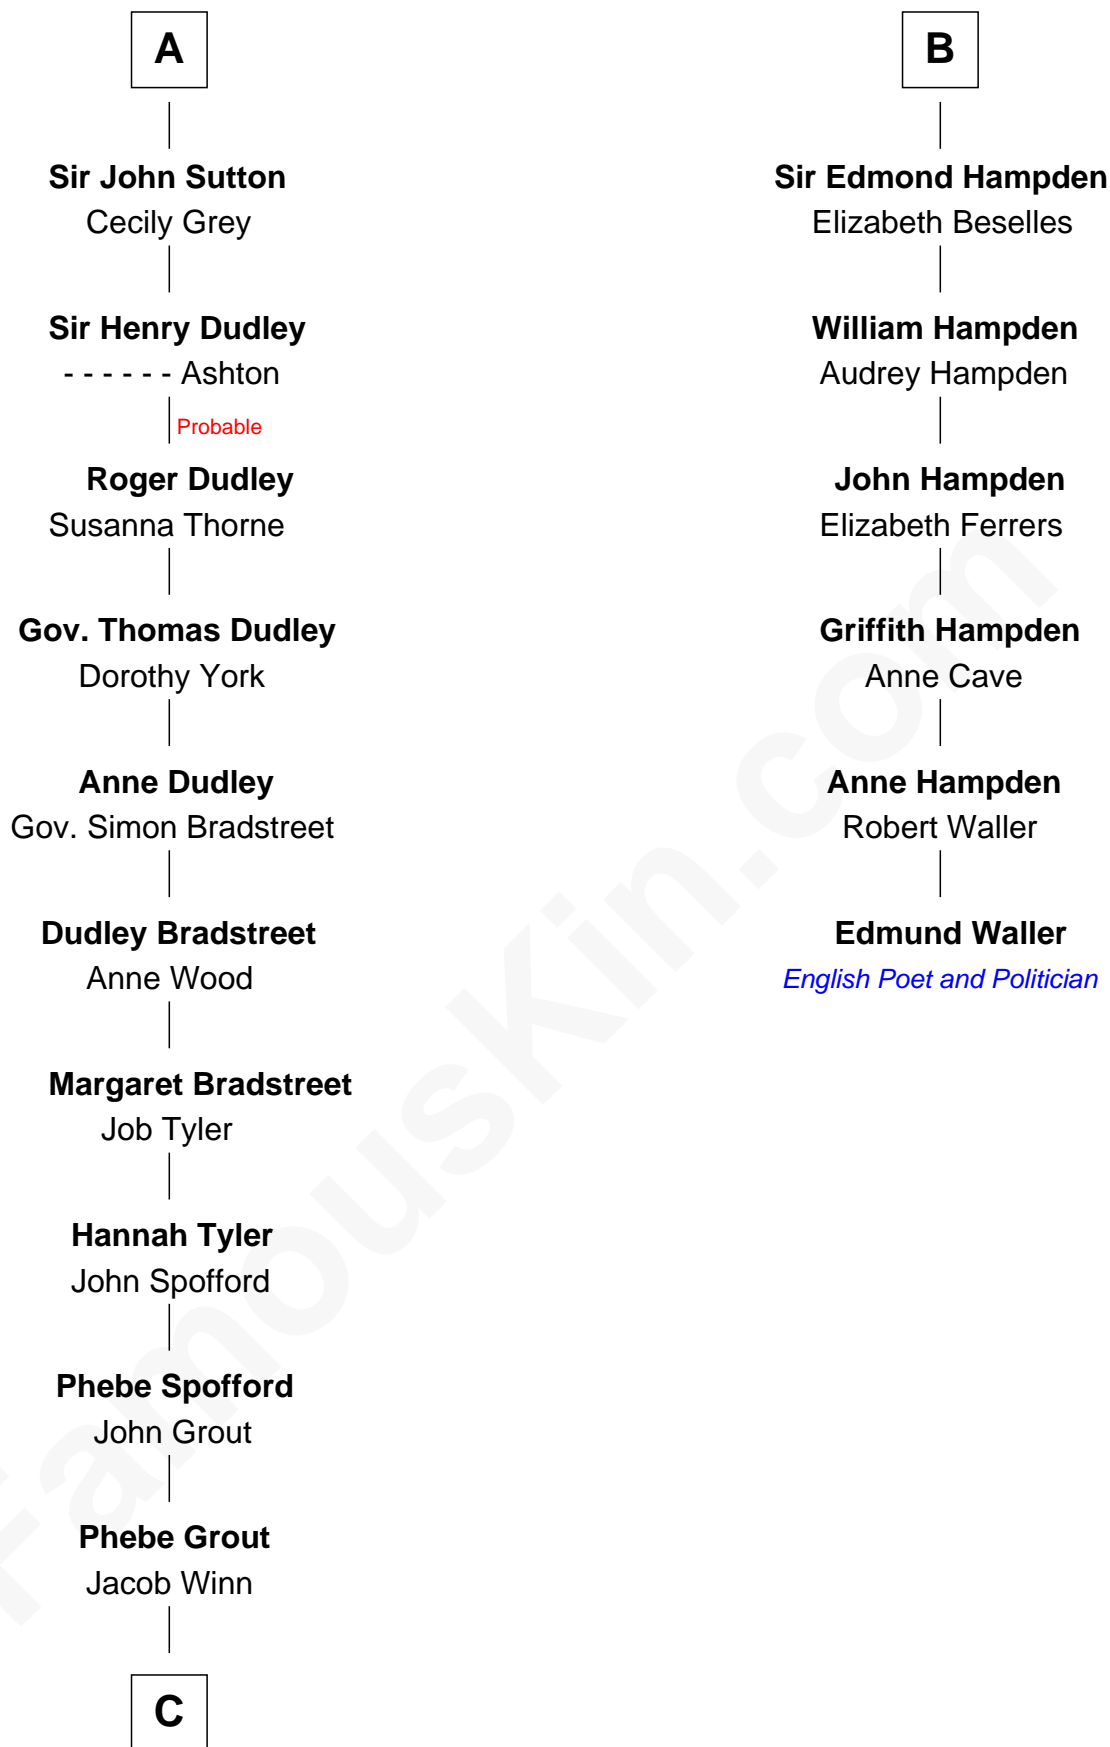 A
Sir John Sutton
Cecily Grey
Sir Henry Dudley
- - - - - - Ashton
Probable
Roger Dudley
Susanna Thorne
Gov. Thomas Dudley
Dorothy York
Anne Dudley
Gov. Simon Bradstreet
Dudley Bradstreet
Anne Wood
Margaret Bradstreet
Job Tyler
Hannah Tyler
John Spofford
Phebe Spofford
John Grout
Phebe Grout
Jacob Winn
C
B
Sir Edmond Hampden
Elizabeth Beselles
William Hampden
Audrey Hampden
John Hampden
Elizabeth Ferrers
Griffith Hampden
Anne Cave
Anne Hampden
Robert Waller
Edmund Waller
English Poet and Politician
FamousKin.com